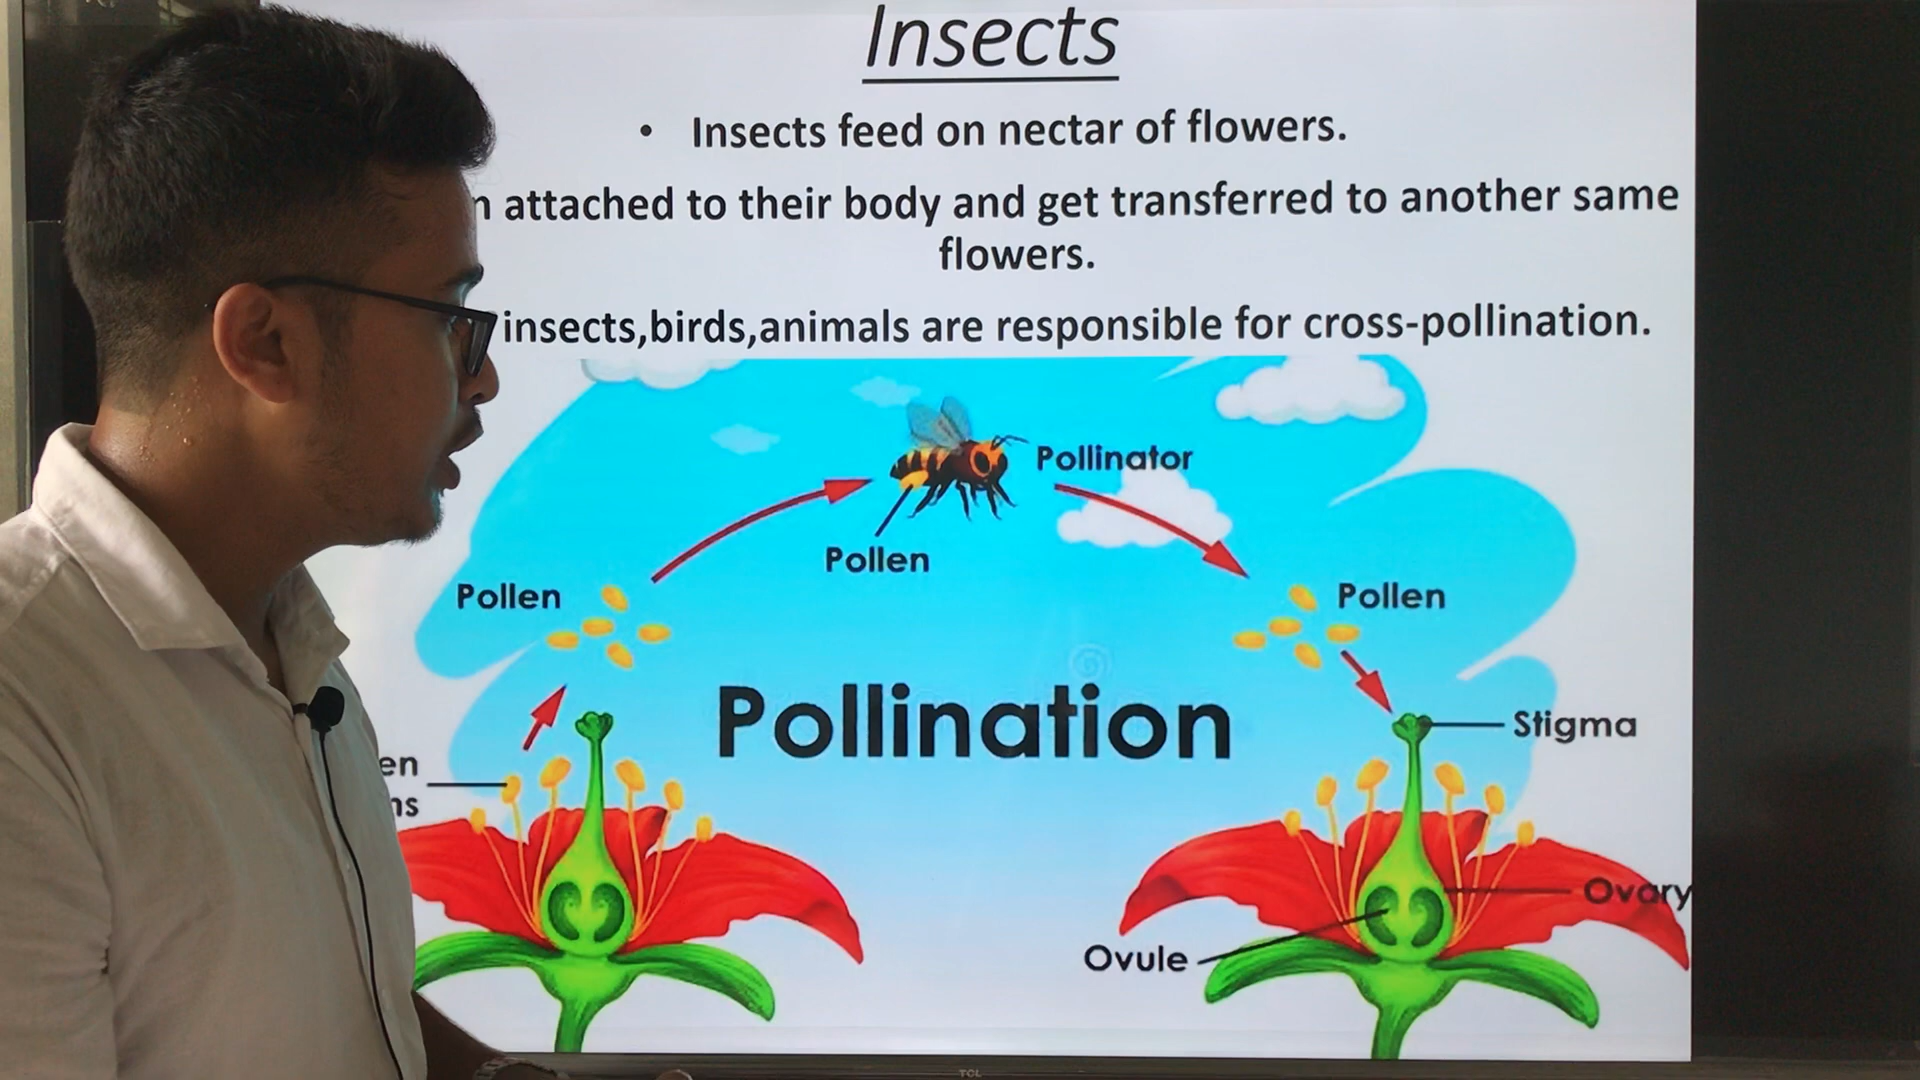 Insects
• Insects feed on nectar of flowers.
attached to their body and get transferred to another same
flowers.
insects,birds,animals are responsible for cross-pollination.
Pollinator
Pollen
Pollen
Pollen
Pollination
Stigma
Ovary
Ovule
TCL